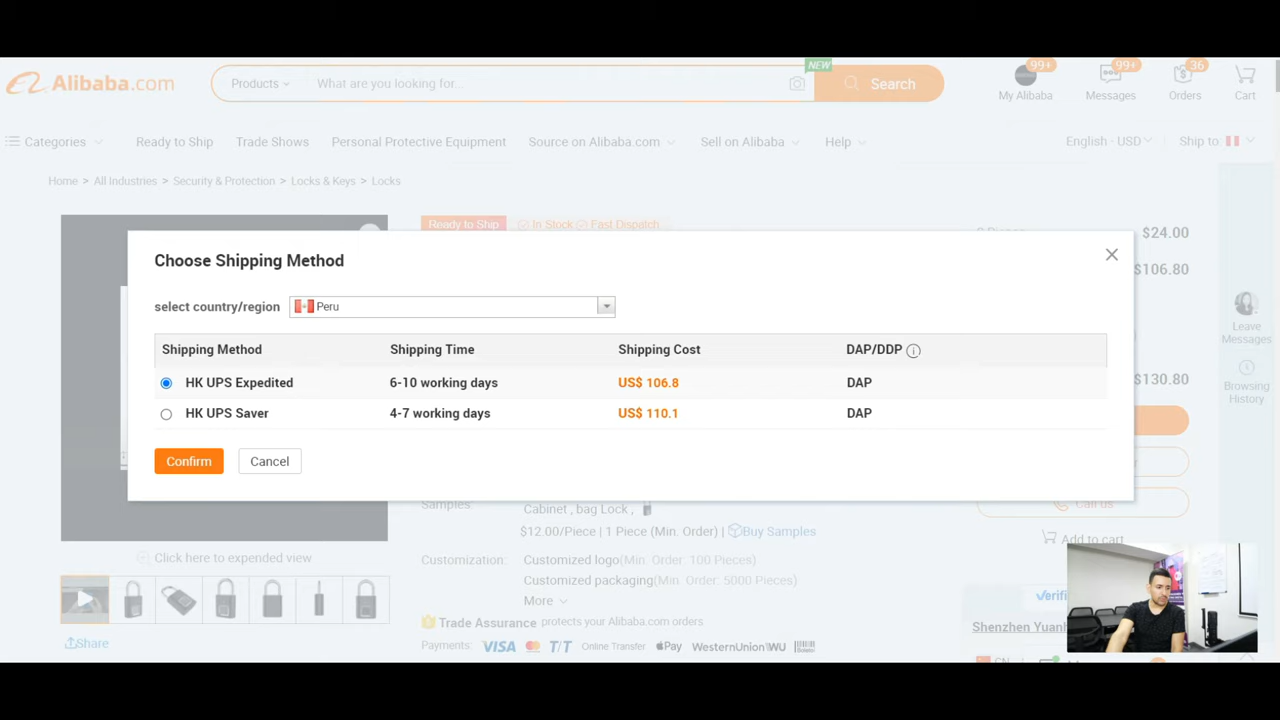 Alibaba.com
Products
What are you looking for...
NEW
Search
99+
My Alibaba
99+
Messages
36
Orders
Cart
Categories
Ready to Ship
Trade Shows
Personal Protective Equipment
Source on Alibaba.com
Sell on Alibaba
Help
English - USD
Ship to:
Home > All Industries > Security & Protection > Locks & Keys > Locks
Ready to Ship
In Stock
Fast Dispatch
$24.00
$106.80
Choose Shipping Method
select country/region
Peru
Shipping Method
Shipping Time
Shipping Cost
DAP/DDP
HK UPS Expedited
6-10 working days
US$ 106.8
DAP
HK UPS Saver
4-7 working days
US$ 110.1
DAP
Confirm
Cancel
Leave
Messages
Browsing
History
$130.80
Samples:
Cabinet , bag Lock ,
$12.00/Piece | 1 Piece (Min. Order) | Buy Samples
Call us
Add to cart
Click here to expended view
Customization:
Customized logo(Min. Order: 100 Pieces)
Customized packaging(Min. Order: 5000 Pieces)
More
Trade Assurance protects your Alibaba.com orders
Payments:
VISA
T/T
Online Transfer
Pay
WesternUnion WU
Boleto
Share
Verifi
Shenzhen Yuanh
CN